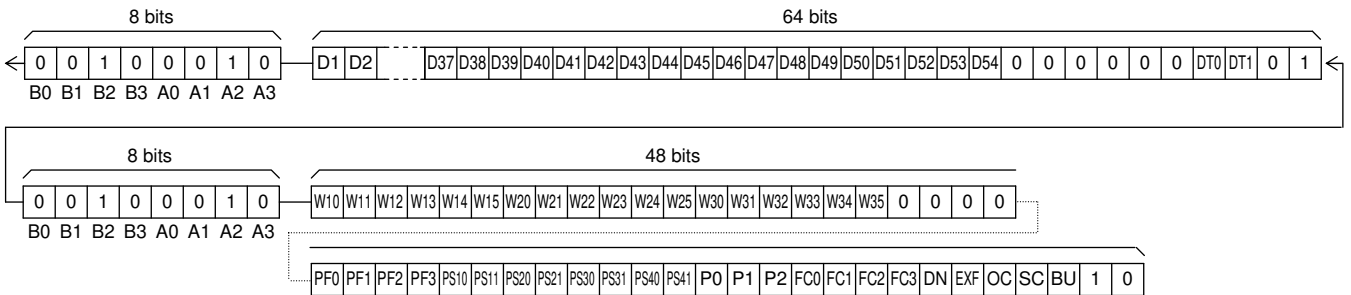 8 bits 64 bits
0 0 1 0 0 0 1 0 D1 D2 D37 D38 D39 D40 D41 D42 D43 D44 D45 D46 D47 D48 D49 D50 D51 D52 D53 D54 0 0 0 0 0 0 DT0 DT1 0 1
B0 B1 B2 B3 A0 A1 A2 A3
8 bits 48 bits
0 0 1 0 0 0 1 0 W10 W11 W12 W13 W14 W15 W20 W21 W22 W23 W24 W25 W30 W31 W32 W33 W34 W35 0 0 0 0
B0 B1 B2 B3 A0 A1 A2 A3
PF0 PF1 PF2 PF3 PS10 PS11 PS20 PS21 PS30 PS31 PS40 PS41 P0 P1 P2 FC0 FC1 FC2 FC3 DN EXF OC SC BU 1 0